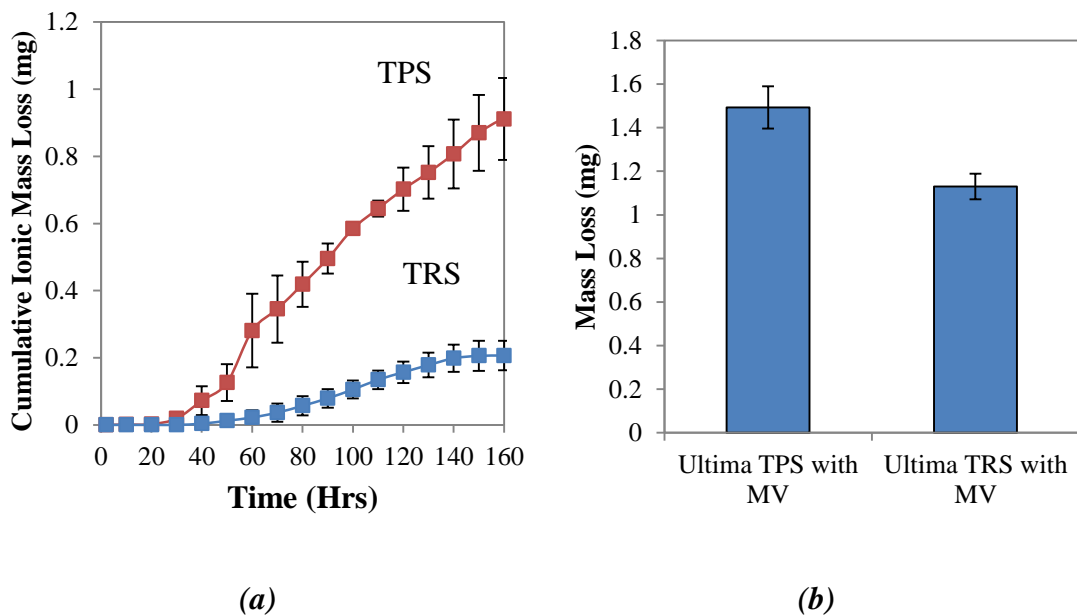 Cumulative Ionic Mass Loss (mg)
1.2
1
0.8
0.6
0.4
0.2
0
TPS
TRS
0 20 40 60 80 100 120 140 160
Time (Hrs)
(a)
Mass Loss (mg)
1.8
1.6
1.4
1.2
1
0.8
0.6
0.4
0.2
0
Ultima TPS with
MV
Ultima TRS with
MV
(b)